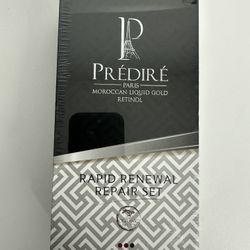 P
PRÉDIRÉ
PARIS
MOROCCAN LIQUID GOLD
RETINOL
RAPID RENEWAL
REPAIR SET